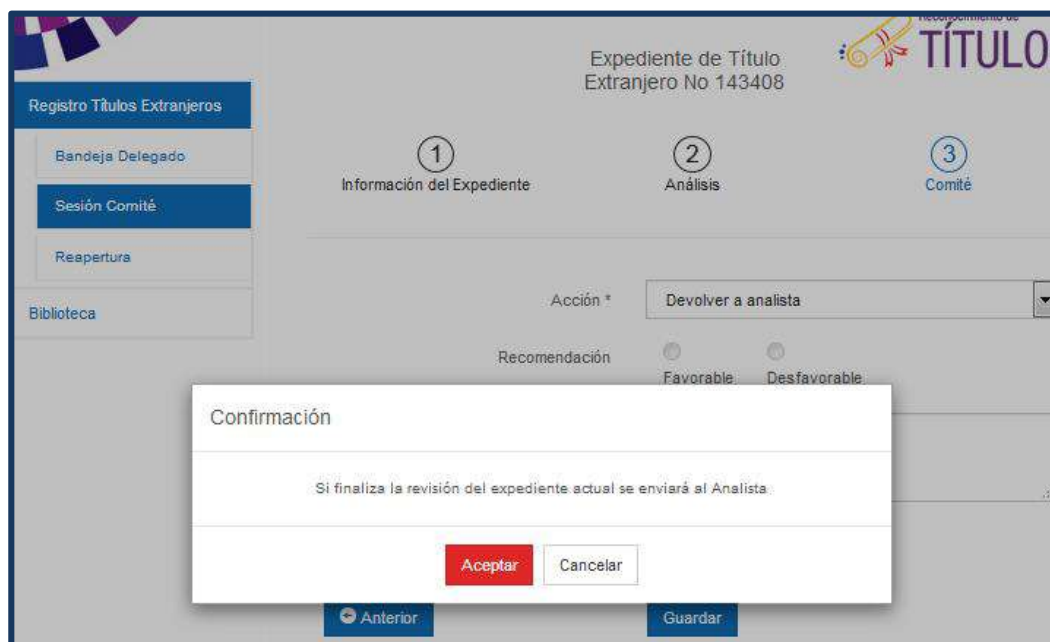 Reconocimiento de
TÍTULO
Expediente de Título
Extranjero No 143408
Registro Títulos Extranjeros
Bandeja Delegado
Sesión Comité
Reapertura
Biblioteca
1
Información del Expediente
2
Análisis
3
Comité
Acción *
Devolver a analista
Recomendación
Favorable
Desfavorable
Confirmación
Si finaliza la revisión del expediente actual se enviará al Analista
Aceptar
Cancelar
Anterior
Guardar